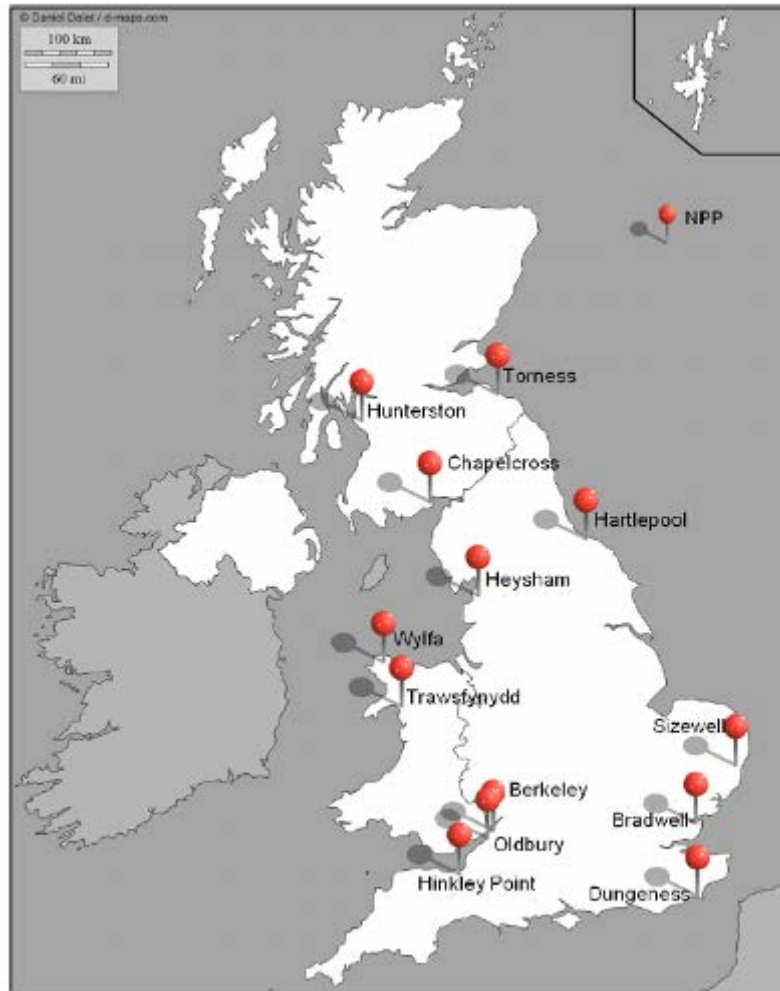 © Daniel Dalet / d-maps.com
100 km
60 mi
NPP
Torness
Hunterston
Chapelcross
Hartlepool
Heysham
Wylfa
Trawsfynydd
Sizewell
Berkeley
Bradwell
Oldbury
Hinkley Point
Dungeness